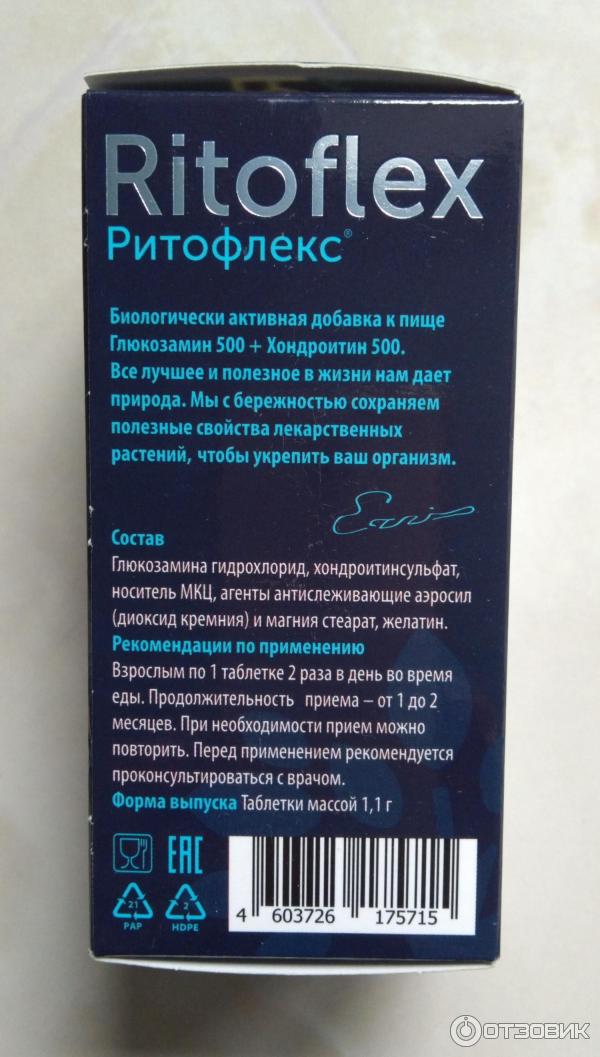 Ritoflex
Ритофлекс®
Биологически активная добавка к пище
Глюкозамин 500 + Хондроитин 500.
Все лучшее и полезное в жизни нам дает
природа. Мы с бережностью сохраняем
полезные свойства лекарственных
растений, чтобы укрепить ваш организм.
Состав
Глюкозамина гидрохлорид, хондроитинсульфат,
носитель МКЦ, агенты антислеживающие аэросил
(диоксид кремния) и магния стеарат, желатин.
Рекомендации по применению
Взрослым по 1 таблетке 2 раза в день во время
еды. Продолжительность приема – от 1 до 2
месяцев. При необходимости прием можно
повторить. Перед применением рекомендуется
проконсультироваться с врачом.
Форма выпуска Таблетки массой 1,1 г
EAC
21
PAP
2
HDPE
4 603726 175715
ОТЗОВИК